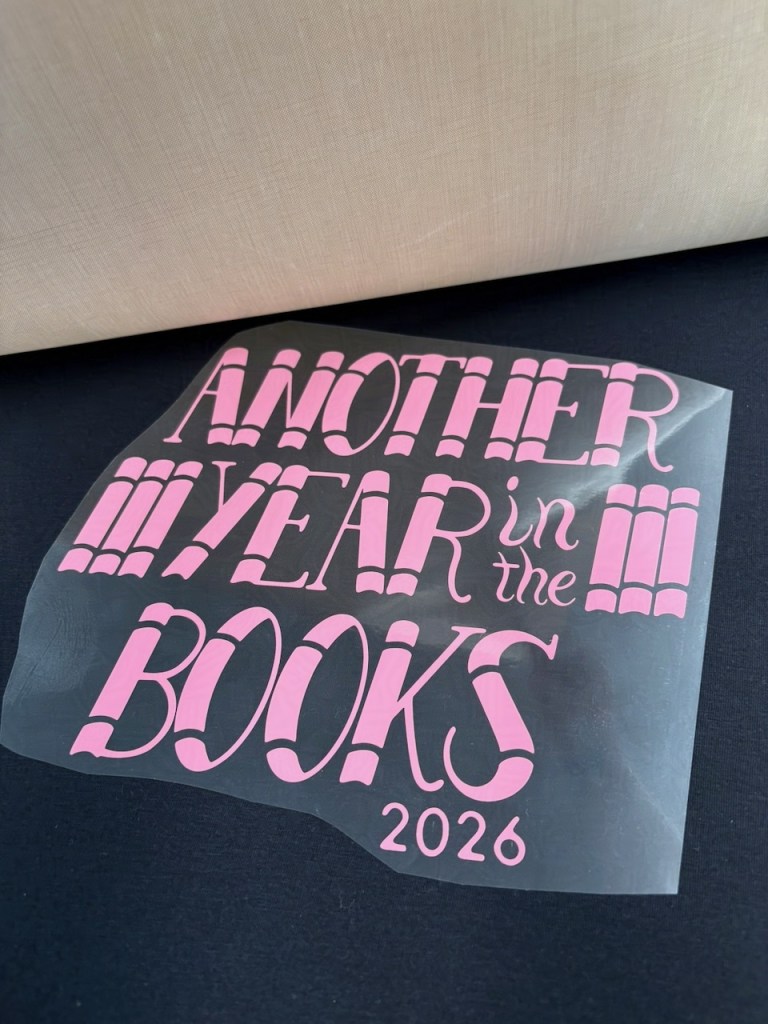 ANOTHER
YEAR in the
BOOKS
2026